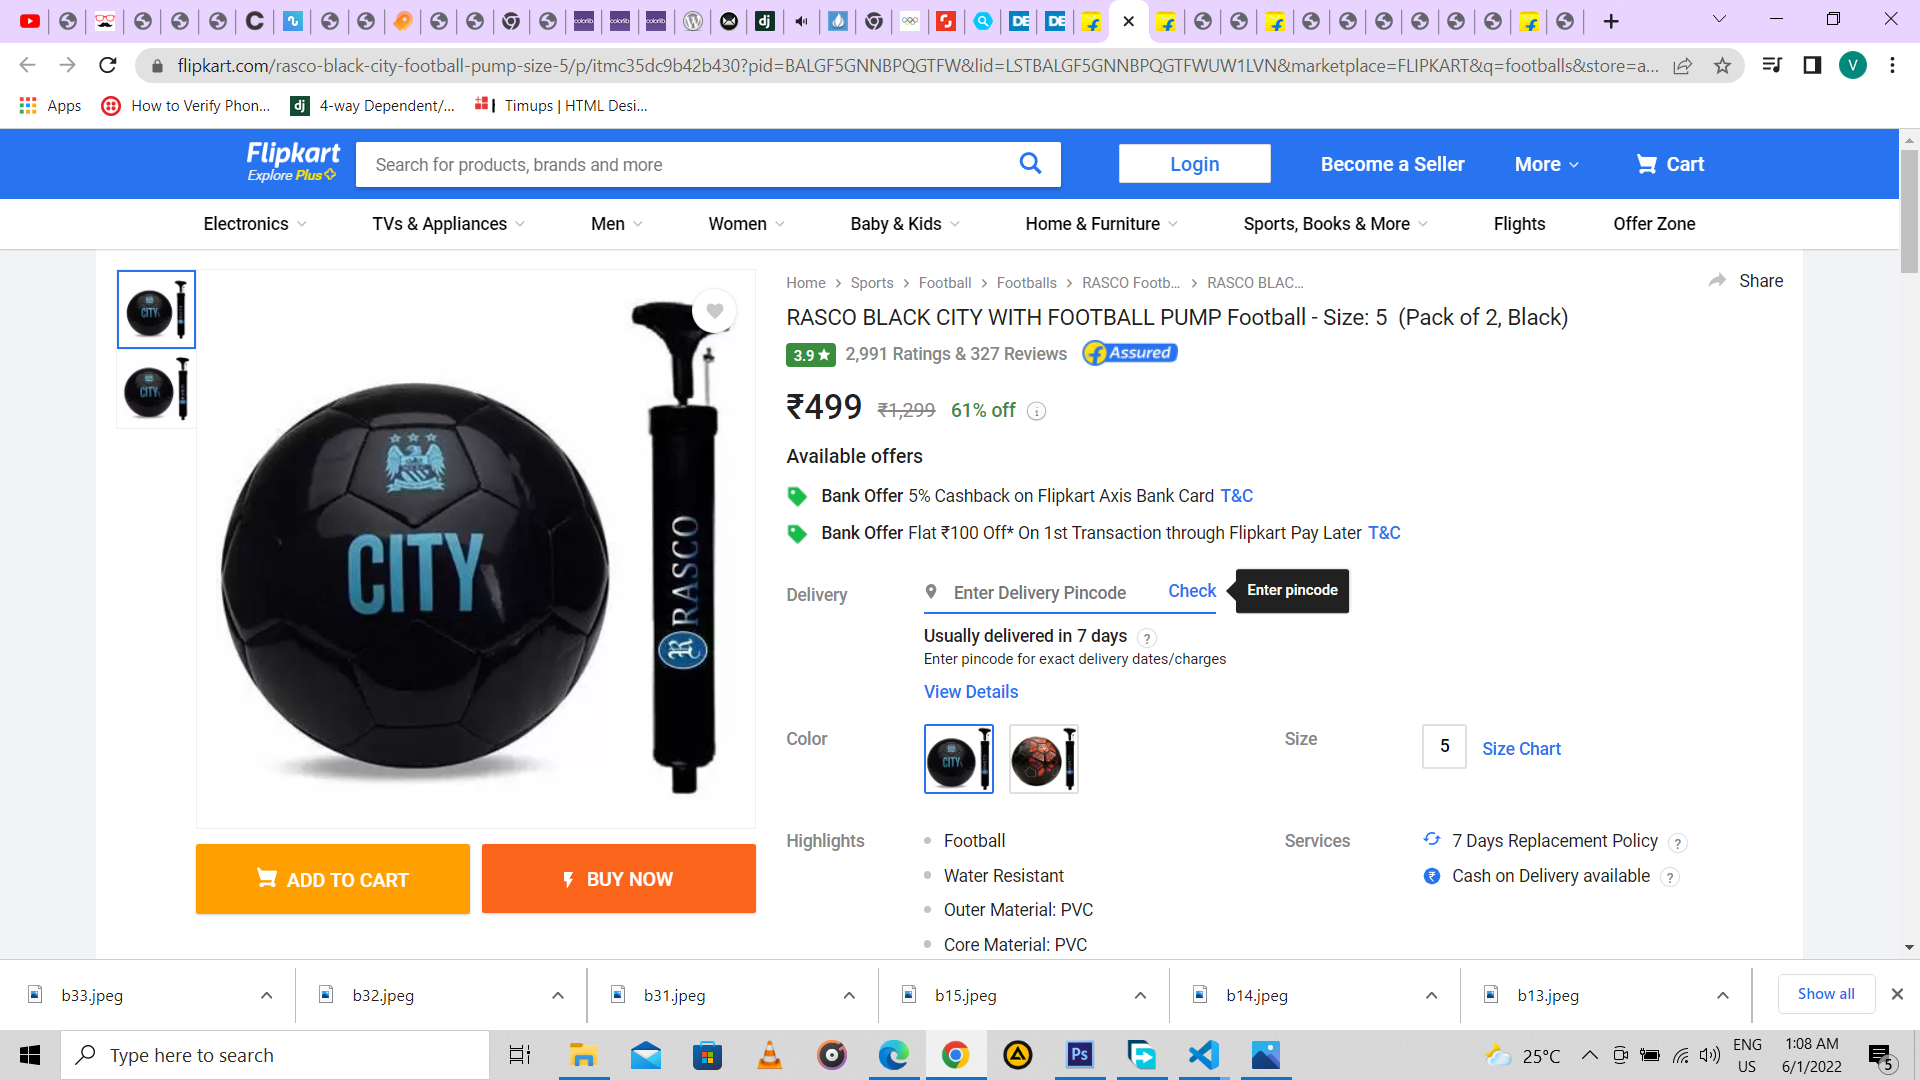 flipkart.com/rasco-black-city-football-pump-size-5/p/itmc35dc9b42b430?pid=BALGF5GNNBPQGTFW&lid=LSTBALGF5GNNBPQGTFWUW1LVN&marketplace=FLIPKART&q=footballs&store=a...
V
Apps
How to Verify Phon...
4-way Dependent/...
Timups | HTML Desi...
Flipkart
Explore Plus
Search for products, brands and more
Login
Become a Seller
More
Cart
Electronics
TVs & Appliances
Men
Women
Baby & Kids
Home & Furniture
Sports, Books & More
Flights
Offer Zone
CITY
RASCO
Home > Sports > Football > Footballs > RASCO Footb... > RASCO BLAC...
Share
RASCO BLACK CITY WITH FOOTBALL PUMP Football - Size: 5 (Pack of 2, Black)
3.9 ★ 2,991 Ratings & 327 Reviews Assured
₹499 ₹1,299 61% off
Available offers
Bank Offer 5% Cashback on Flipkart Axis Bank Card T&C
Bank Offer Flat ₹100 Off* On 1st Transaction through Flipkart Pay Later T&C
Delivery
Enter Delivery Pincode
Check
Enter pincode
Usually delivered in 7 days ?
Enter pincode for exact delivery dates/charges
View Details
Color
CITY
Size
5
Size Chart
Highlights
Football
Water Resistant
Outer Material: PVC
Core Material: PVC
Services
7 Days Replacement Policy ?
Cash on Delivery available ?
ADD TO CART
BUY NOW
b33.jpeg
b32.jpeg
b31.jpeg
b15.jpeg
b14.jpeg
b13.jpeg
Show all
Type here to search
Ps
25°C
ENG
US
1:08 AM
6/1/2022
5